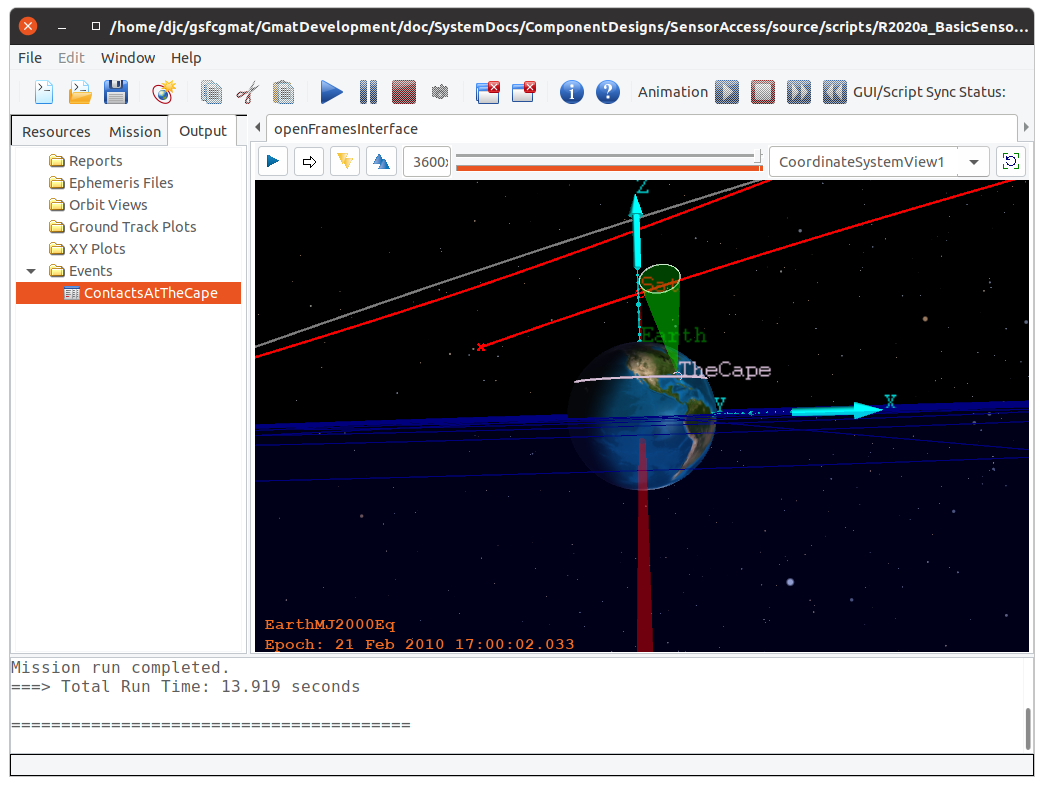 /home/djc/gsfcgmat/GmatDevelopment/doc/SystemDocs/ComponentDesigns/SensorAccess/source/scripts/R2020a_BasicSenso...
File Edit Window Help
Animation GUI/Script Sync Status:
Resources Mission Output
openFramesInterface
3600x CoordinateSystemView1
Reports
Ephemeris Files
Orbit Views
Ground Track Plots
XY Plots
Events
ContactsAtTheCape
Z
Sat
Earth
TheCape
Y
X
EarthMJ2000Eq
Epoch: 21 Feb 2010 17:00:02.033
Mission run completed.
===> Total Run Time: 13.919 seconds
========================================